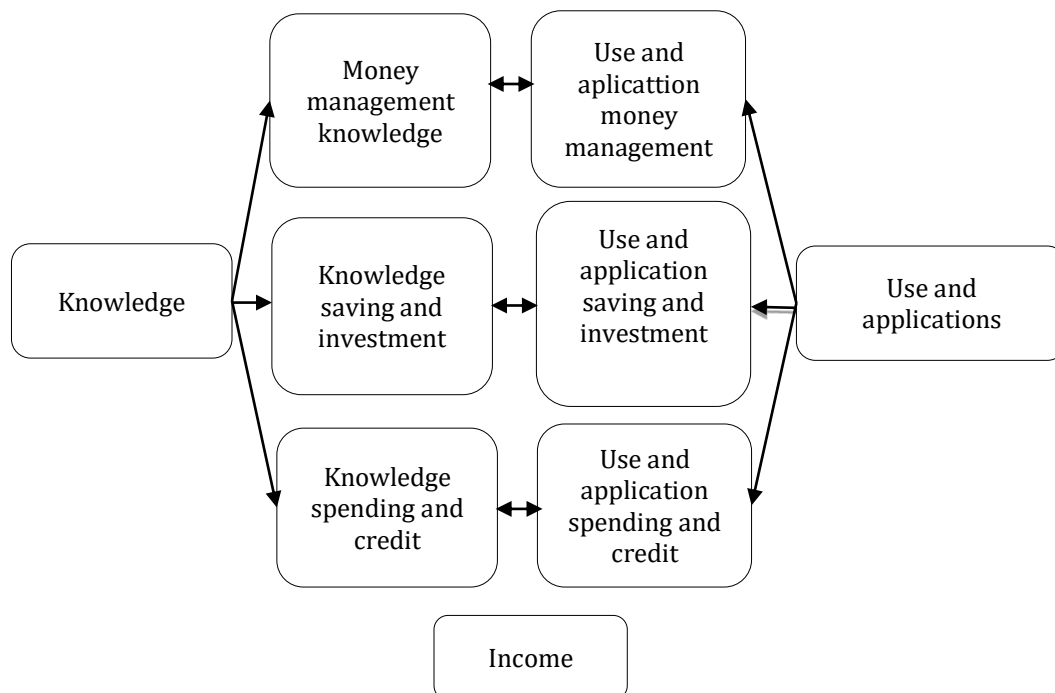 Money
management
knowledge
Use and
aplicattion
money
management
Knowledge
Knowledge
saving and
investment
Use and
application
saving and
investment
Use and
applications
Knowledge
spending and
credit
Use and
application
spending and
credit
Income